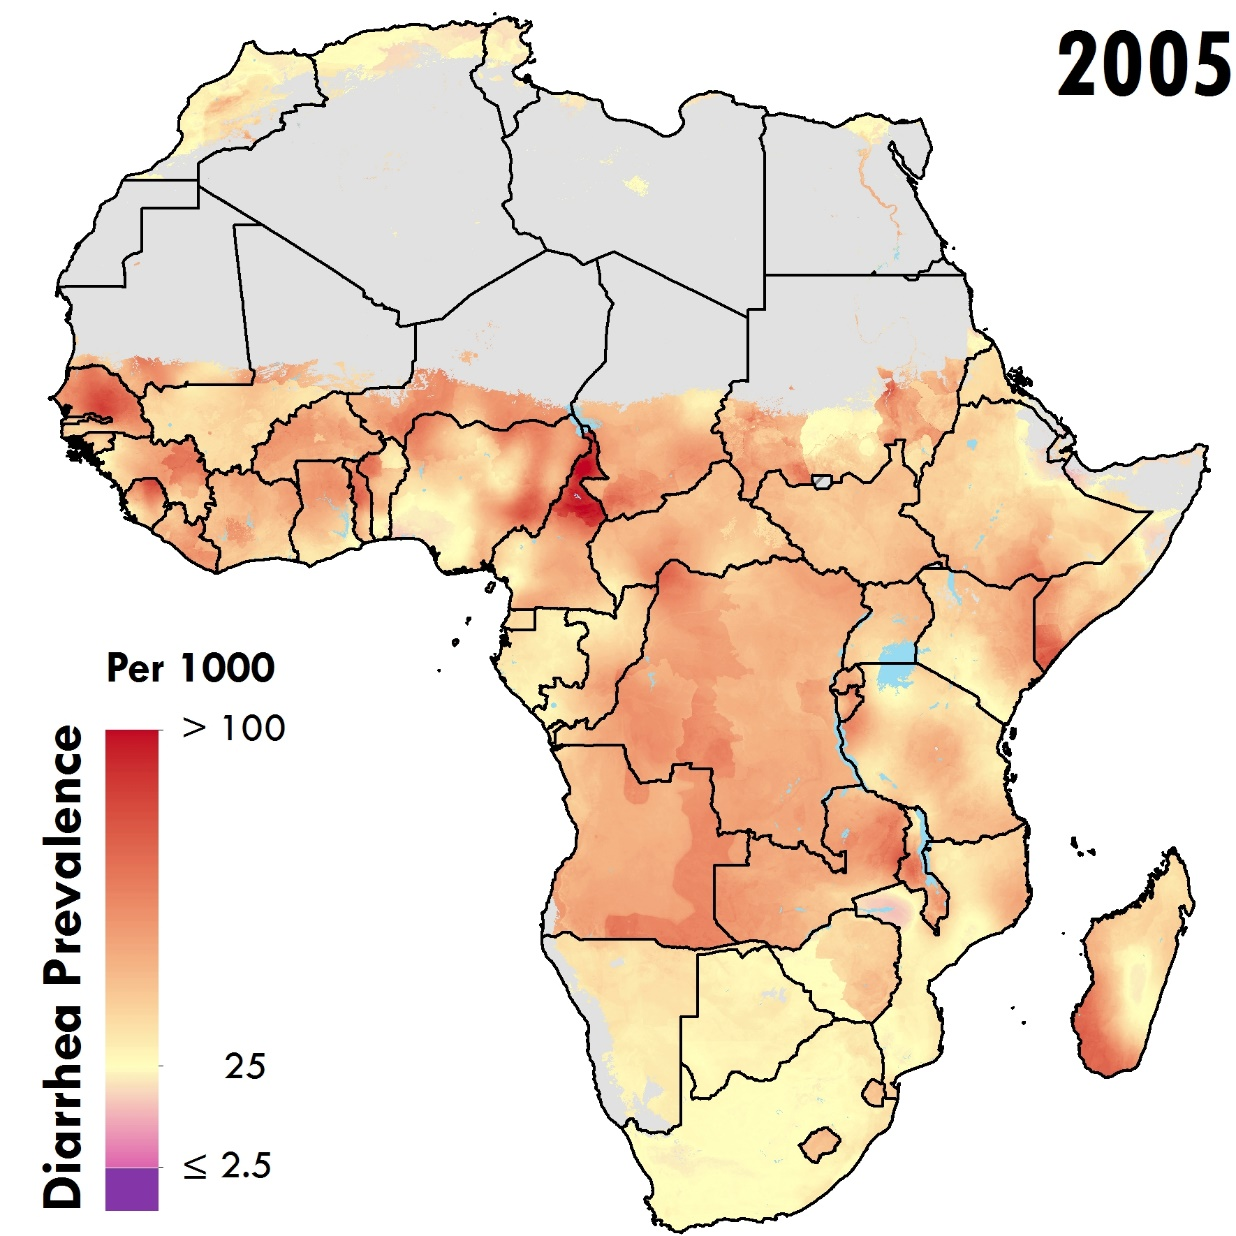 2005
Per 1000
> 100
25
≤ 2.5
Diarrhea Prevalence